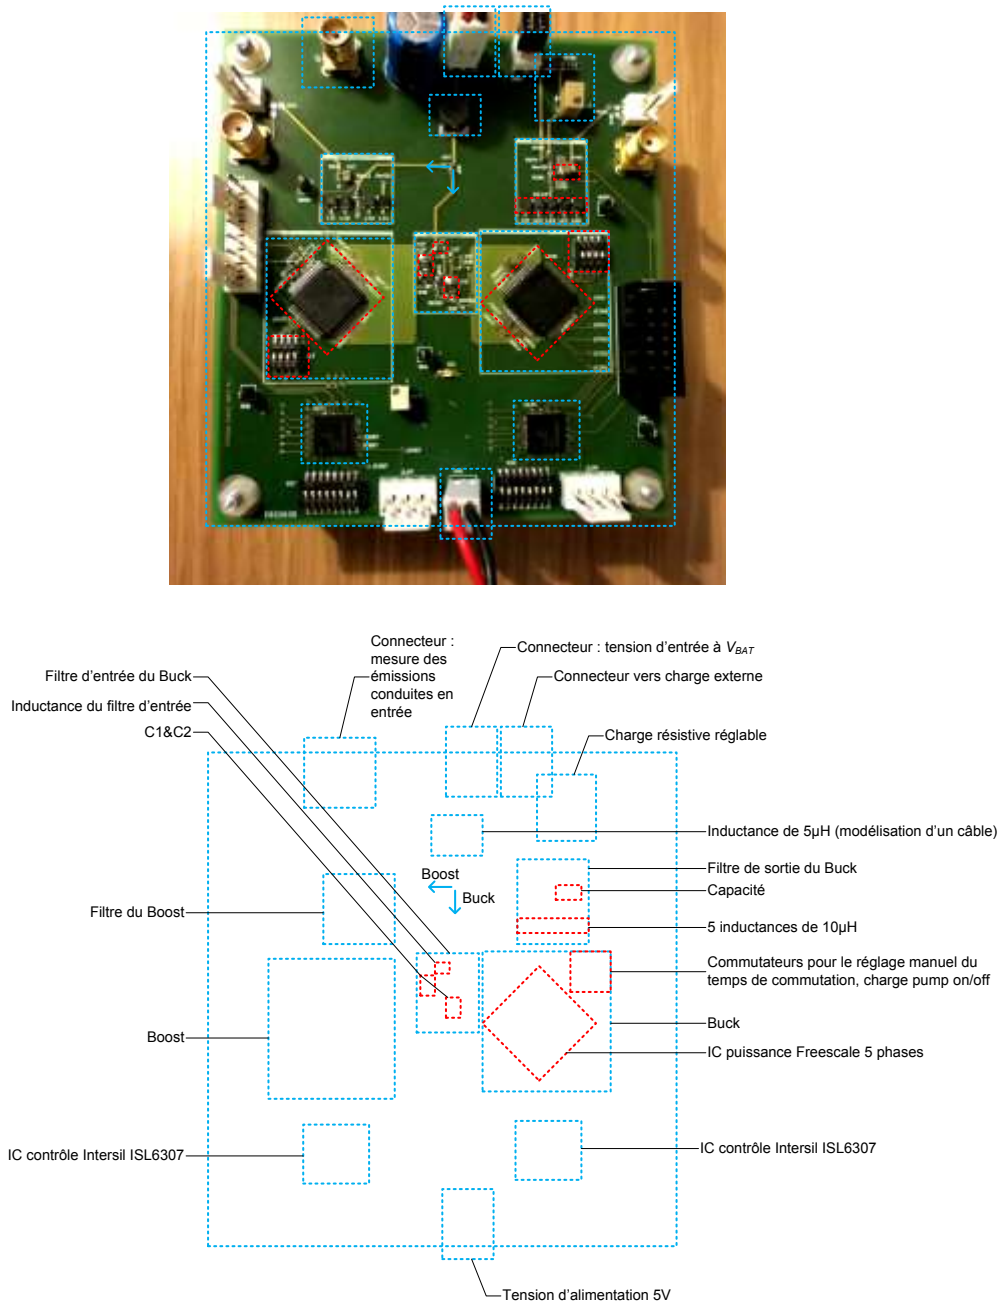 Connecteur :
mesure des
émissions
conduites en
entrée
Connecteur : tension d'entrée à V_BAT
Filtre d'entrée du Buck
Connecteur vers charge externe
Inductance du filtre d'entrée
C1&C2
Charge résistive réglable
Inductance de 5µH (modélisation d'un câble)
Boost
Filtre de sortie du Buck
Buck
Capacité
Filtre du Boost
5 inductances de 10µH
Commutateurs pour le réglage manuel du
temps de commutation, charge pump on/off
Buck
Boost
IC puissance Freescale 5 phases
IC contrôle Intersil ISL6307
IC contrôle Intersil ISL6307
Tension d'alimentation 5V